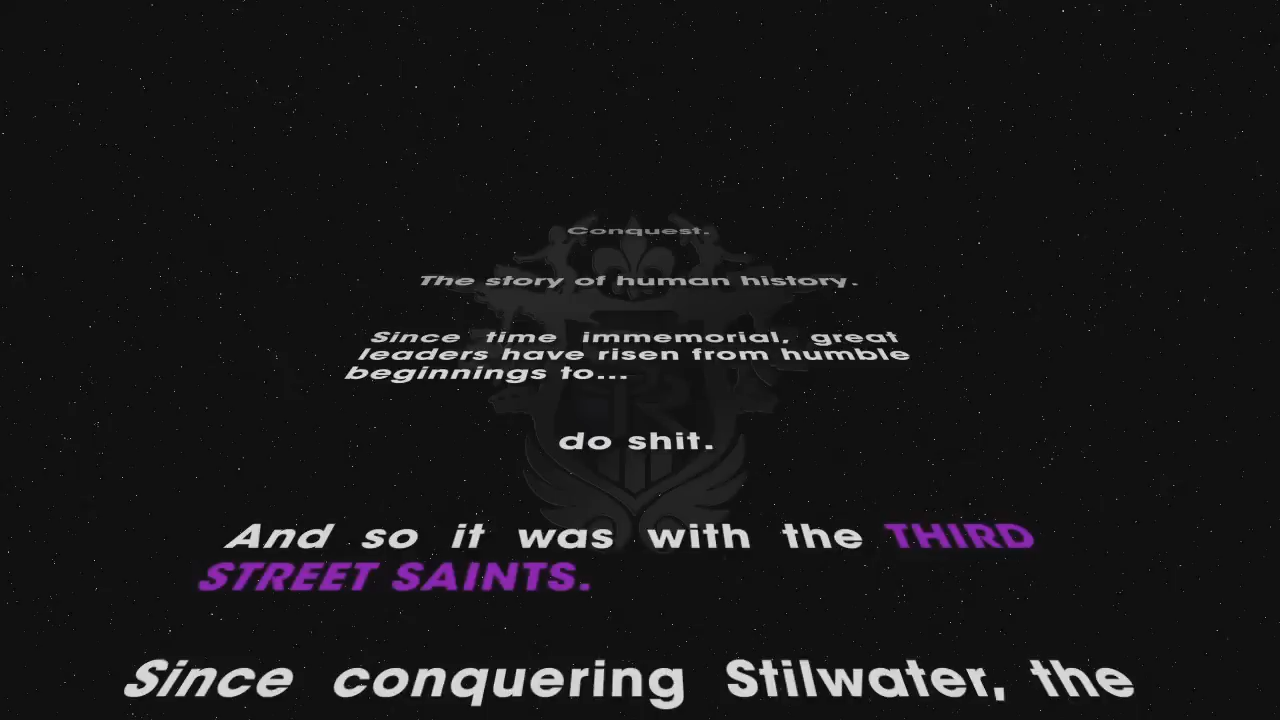 Conquest.
The story of human history.
Since time immemorial, great
leaders have risen from humble
beginnings to...
do shit.
And so it was with the THIRD
STREET SAINTS.
Since conquering Stilwater, the